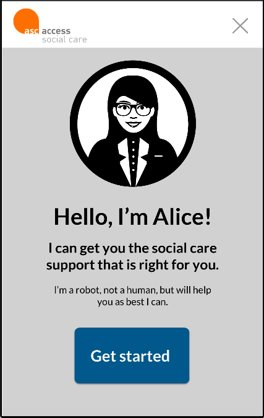 asc access
social care
Hello, I'm Alice!
I can get you the social care
support that is right for you.
I'm a robot, not a human, but will help
you as best I can.
Get started